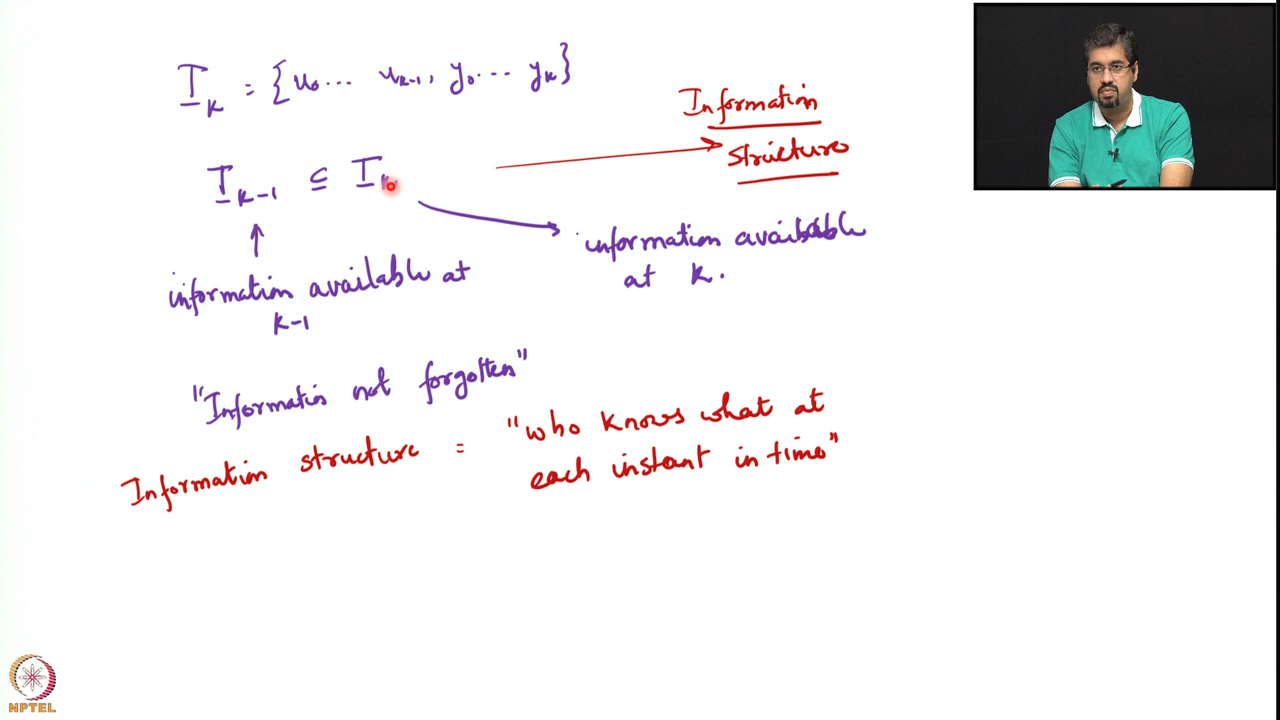 I_k = {u_0 ... u_{k-1}, y_0 ... y_k}
Information
structure
I_{k-1} ⊆ I_k
information available
at k.
information available at
k-1
"Information not forgotten"
Information structure = "who knows what at
each instant in time"
NPTEL